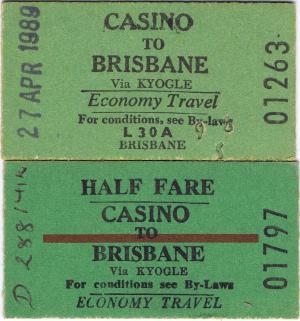 27 APR 1989
CASINO
TO
BRISBANE
Via KYOGLE
Economy Travel
For conditions, see By-laws
L 30 A
BRISBANE
01263
HALF FARE
CASINO
TO
BRISBANE
Via KYOGLE
For conditions see By-Laws
ECONOMY TRAVEL
01797